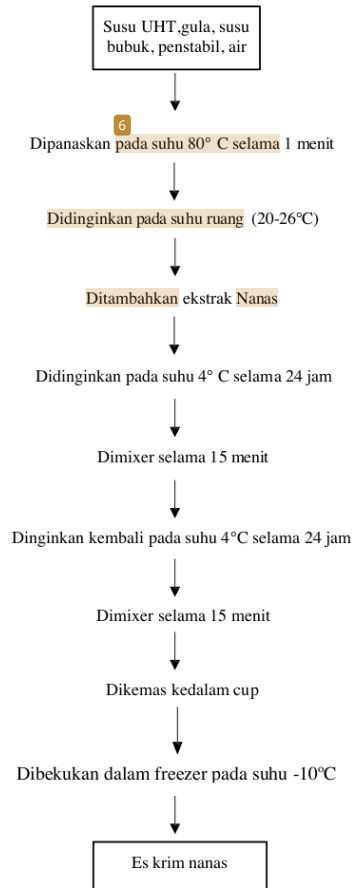 Susu UHT,gula, susu
bubuk, penstabil, air
6
Dipanaskan pada suhu 80° C selama 1 menit
Didinginkan pada suhu ruang (20-26°C)
Ditambahkan ekstrak Nanas
Didinginkan pada suhu 4° C selama 24 jam
Dimixer selama 15 menit
Dinginkan kembali pada suhu 4°C selama 24 jam
Dimixer selama 15 menit
Dikemas kedalam cup
Dibekukan dalam freezer pada suhu -10°C
Es krim nanas